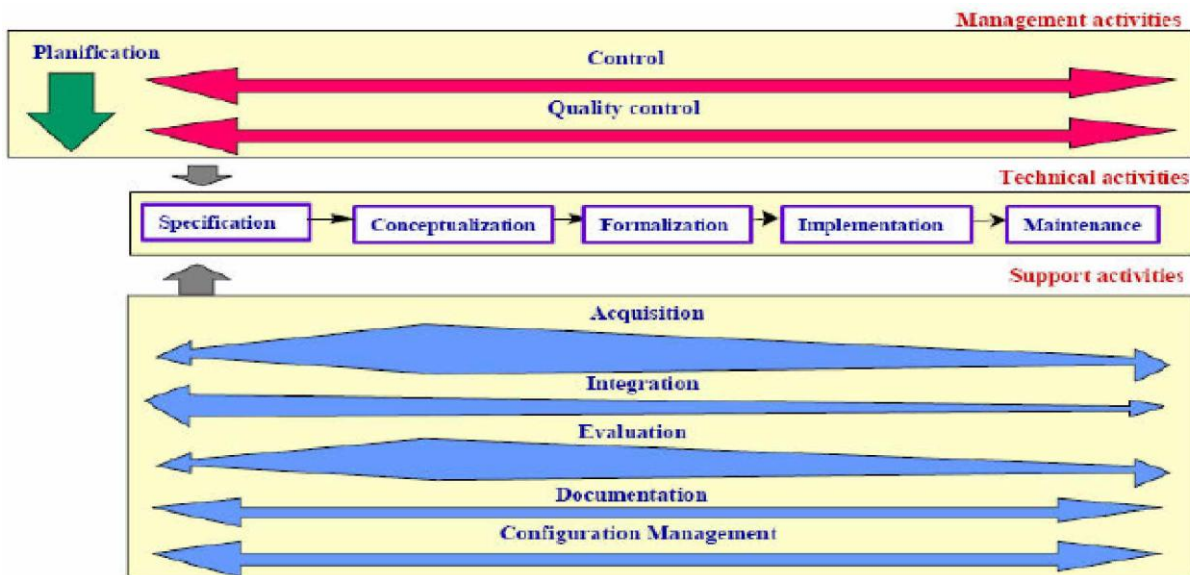 Management activities
Planification
Control
Quality control
Technical activities
Specification
Conceptualization
Formalization
Implementation
Maintenance
Support activities
Acquisition
Integration
Evaluation
Documentation
Configuration Management